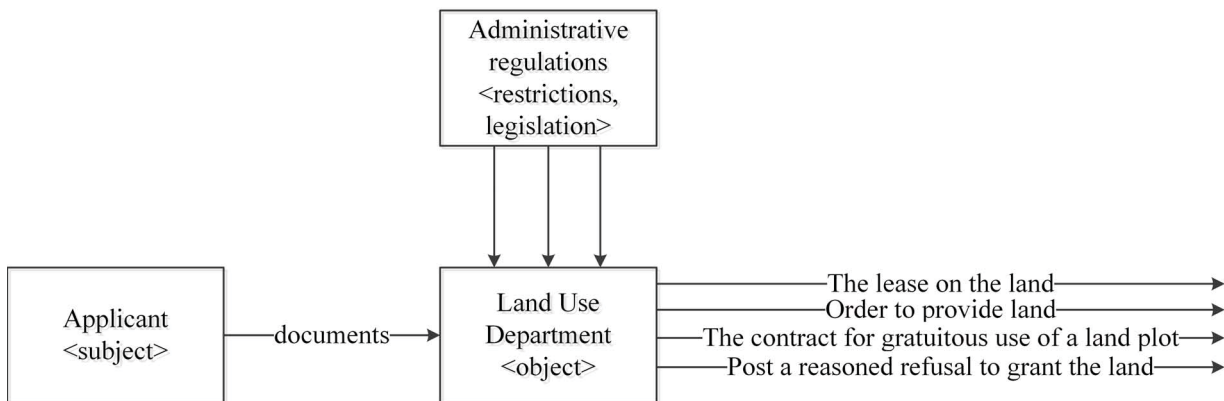 Administrative
regulations
<restrictions,
legislation>
Applicant
<subject>
documents
Land Use
Department
<object>
The lease on the land
Order to provide land
The contract for gratuitous use of a land plot
Post a reasoned refusal to grant the land